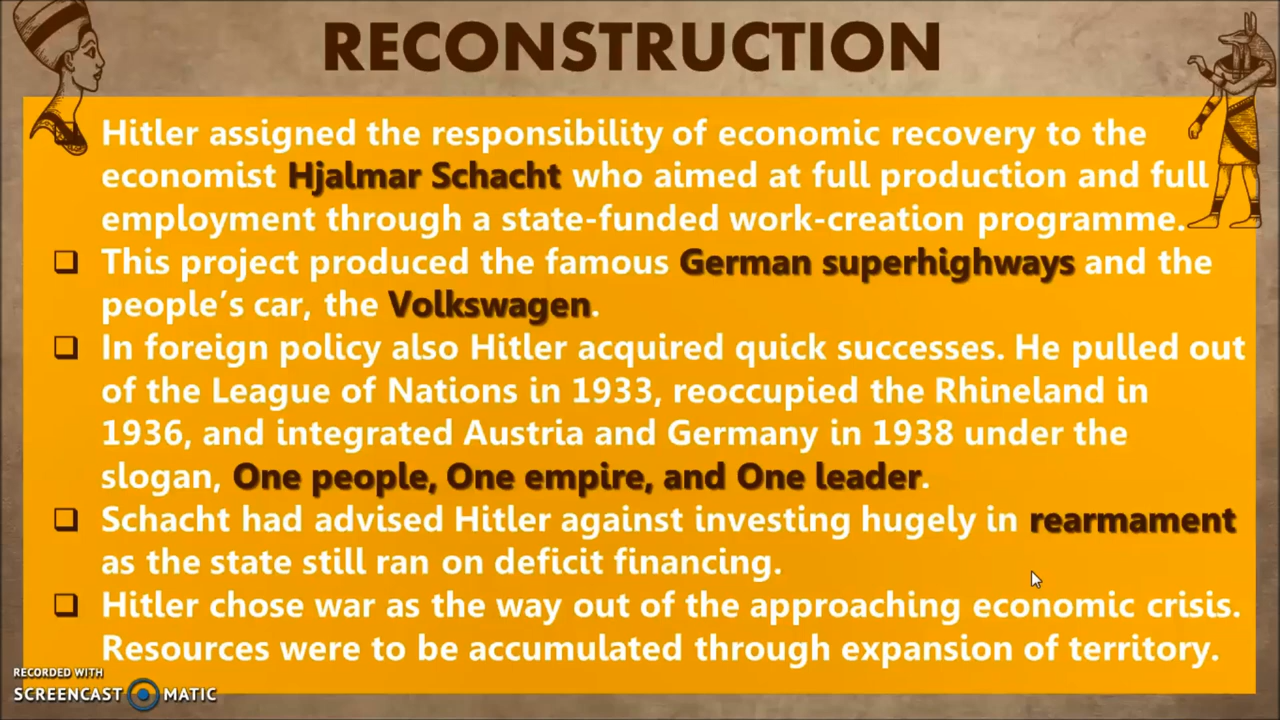 RECONSTRUCTION
Hitler assigned the responsibility of economic recovery to the
economist Hjalmar Schacht who aimed at full production and full
employment through a state-funded work-creation programme.
❑ This project produced the famous German superhighways and the
people's car, the Volkswagen.
❑ In foreign policy also Hitler acquired quick successes. He pulled out
of the League of Nations in 1933, reoccupied the Rhineland in
1936, and integrated Austria and Germany in 1938 under the
slogan, One people, One empire, and One leader.
❑ Schacht had advised Hitler against investing hugely in rearmament
as the state still ran on deficit financing.
❑ Hitler chose war as the way out of the approaching economic crisis.
Resources were to be accumulated through expansion of territory.
RECORDED WITH
SCREENCAST MATIC